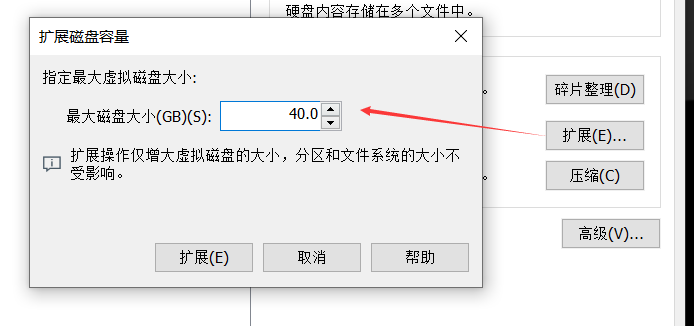 硬盘内容存储在多个文件中。
扩展磁盘容量
指定最大虚拟磁盘大小:
最大磁盘大小(GB)(S): 40.0
扩展操作仅增大虚拟磁盘的大小，分区和文件系统的大小不
受影响。
扩展(E) 取消 帮助
碎片整理(D)
扩展(E)...
压缩(C)
高级(V)...